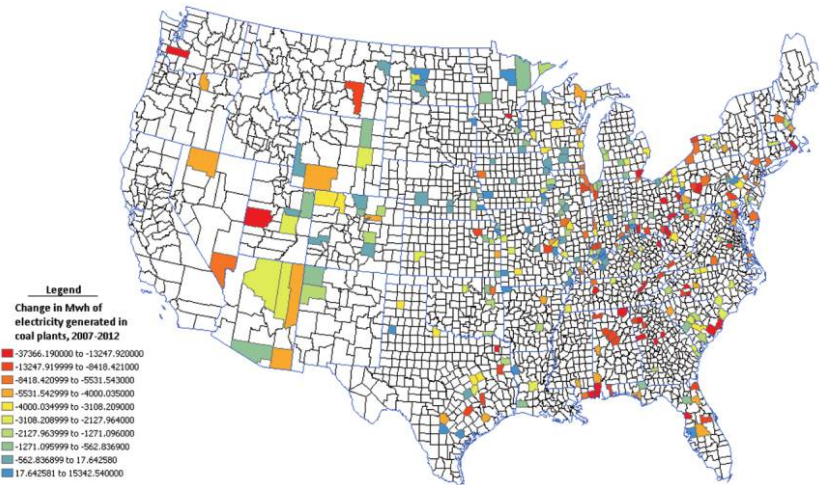 Legend
Change in Mwh of
electricity generated in
coal plants, 2007-2012
-37366.190000 to -13247.920000
-13247.919999 to -8418.421000
-8418.420999 to -5531.543000
-5531.542999 to -4000.035000
-4000.034999 to -3108.209000
-3108.208999 to -2127.964000
-2127.963999 to -1271.096000
-1271.095999 to -562.836900
-562.836899 to 17.642580
17.642581 to 15342.540000